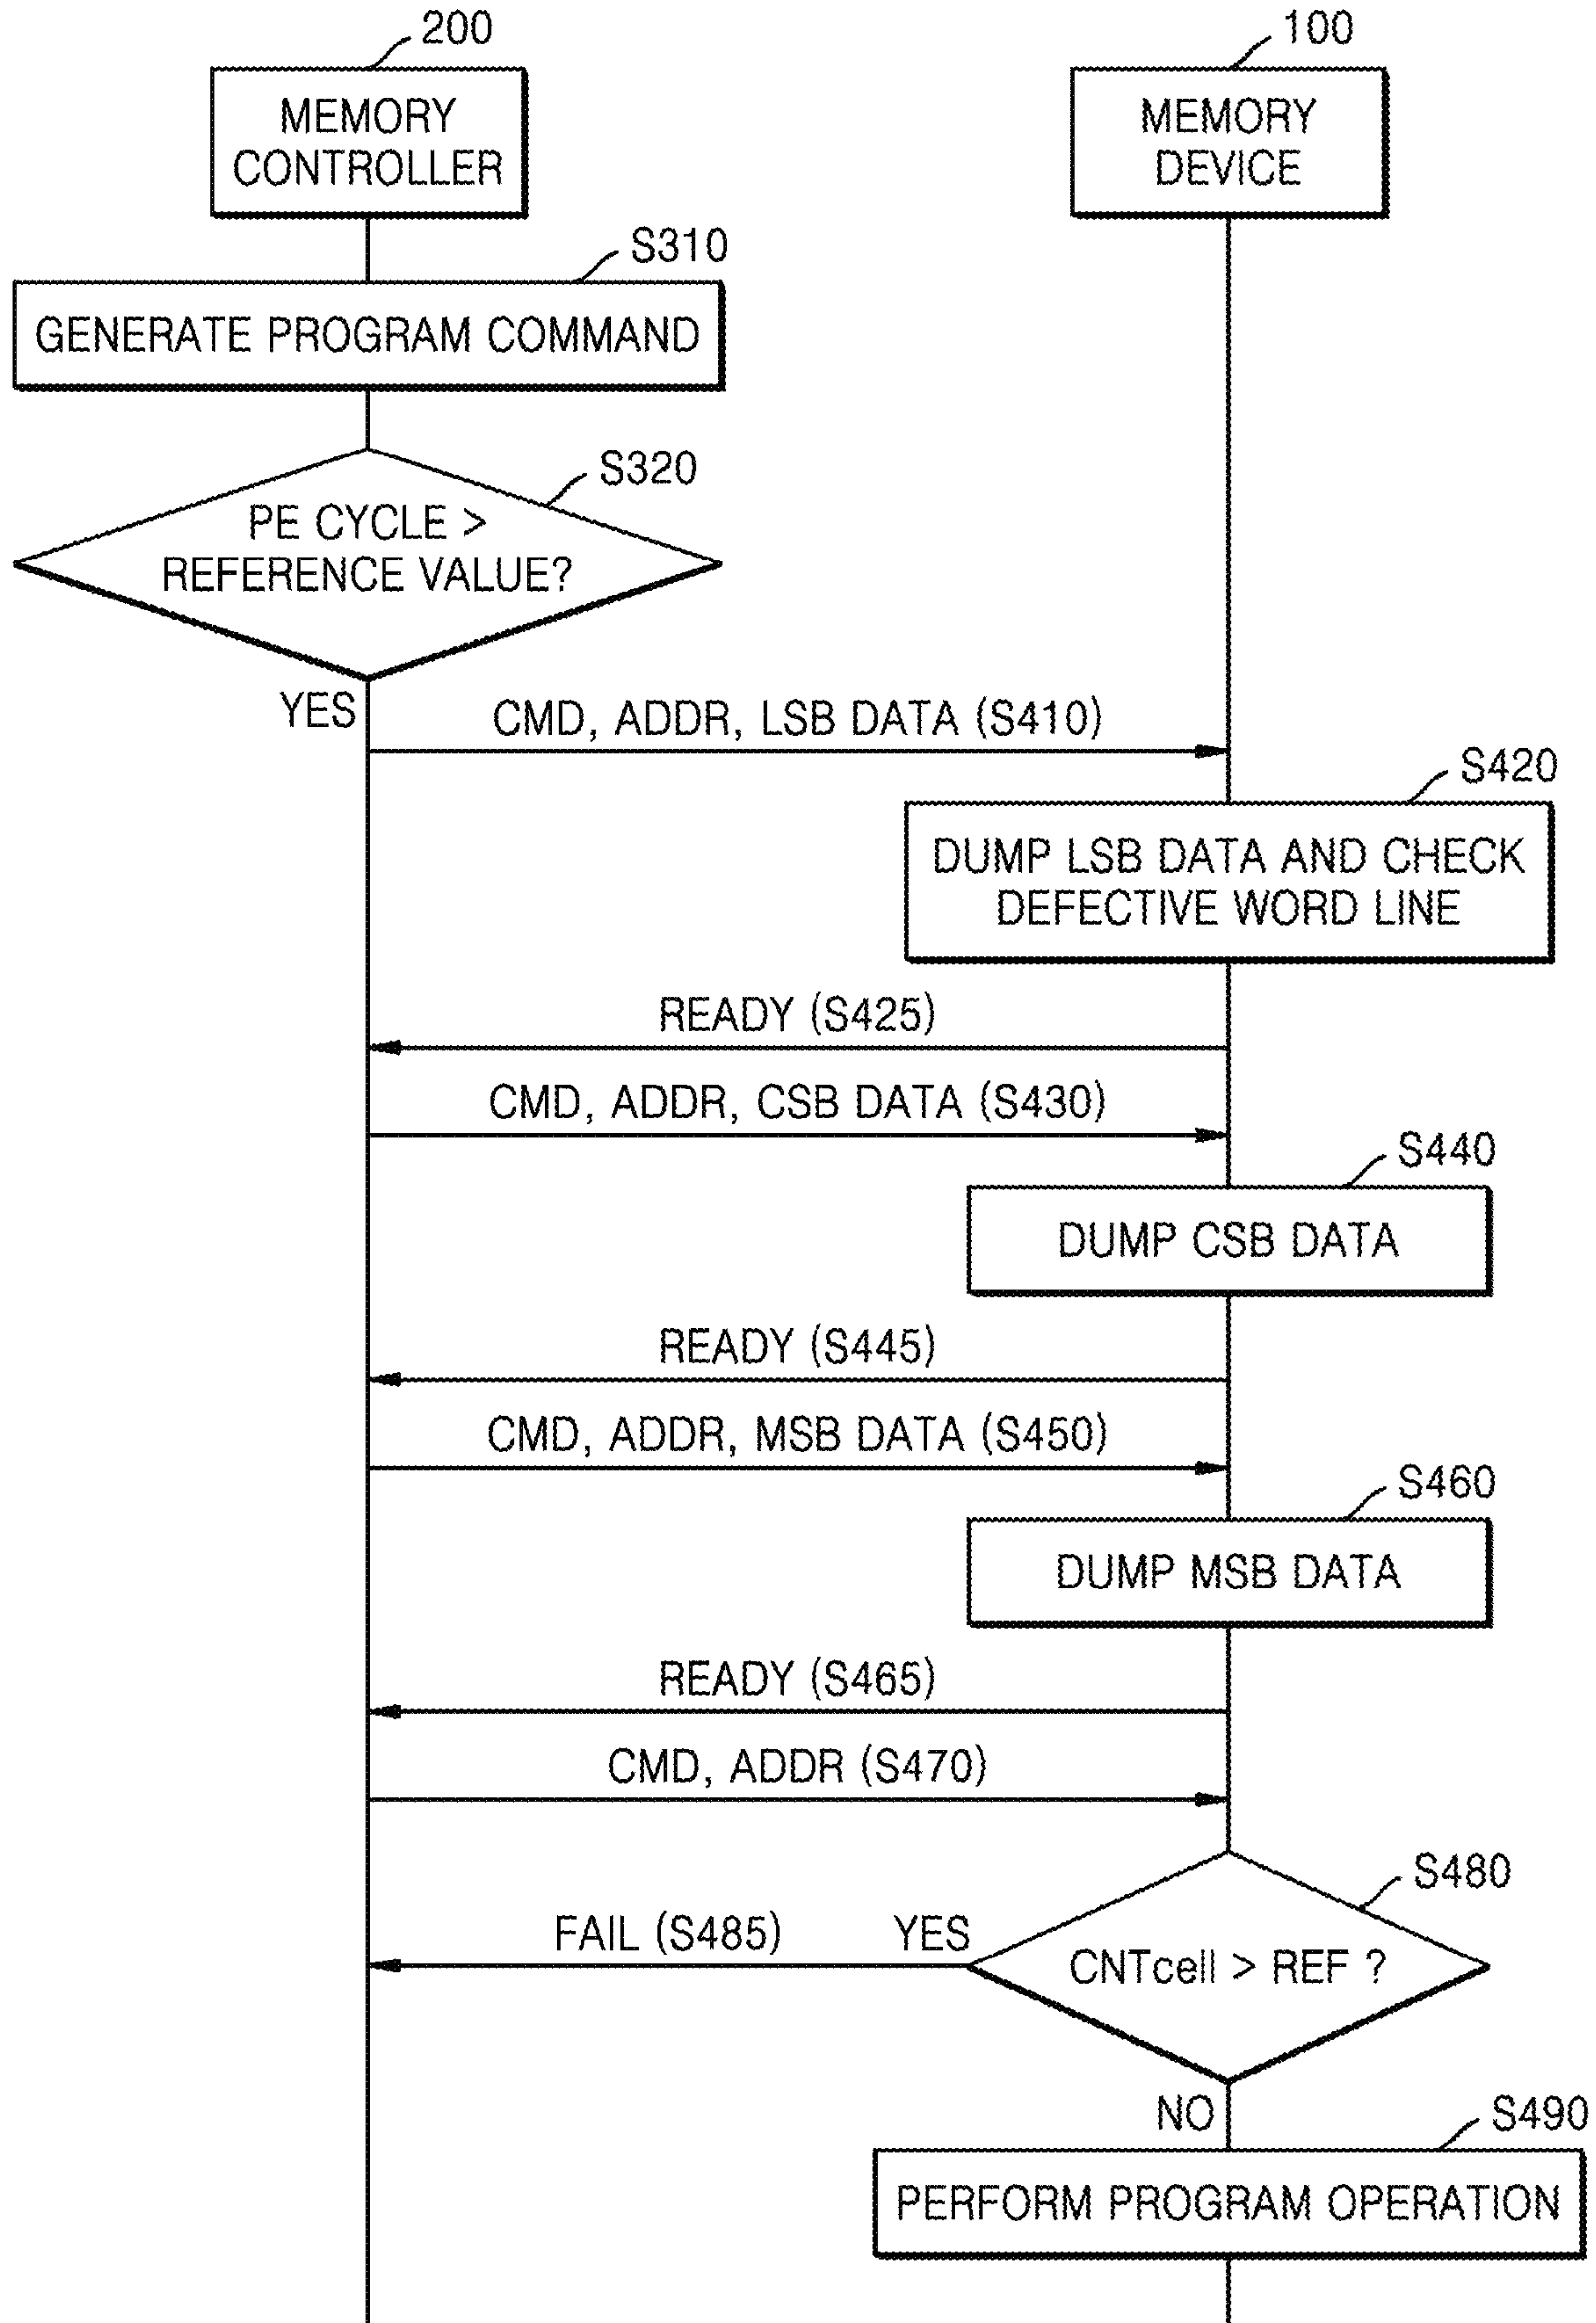 200
100
MEMORY
CONTROLLER
MEMORY
DEVICE
S310
GENERATE PROGRAM COMMAND
S320
PE CYCLE >
REFERENCE VALUE?
YES
CMD, ADDR, LSB DATA (S410)
S420
DUMP LSB DATA AND CHECK
DEFECTIVE WORD LINE
READY (S425)
CMD, ADDR, CSB DATA (S430)
S440
DUMP CSB DATA
READY (S445)
CMD, ADDR, MSB DATA (S450)
S460
DUMP MSB DATA
READY (S465)
CMD, ADDR (S470)
S480
FAIL (S485)
YES
CNTcell > REF ?
NO
S490
PERFORM PROGRAM OPERATION